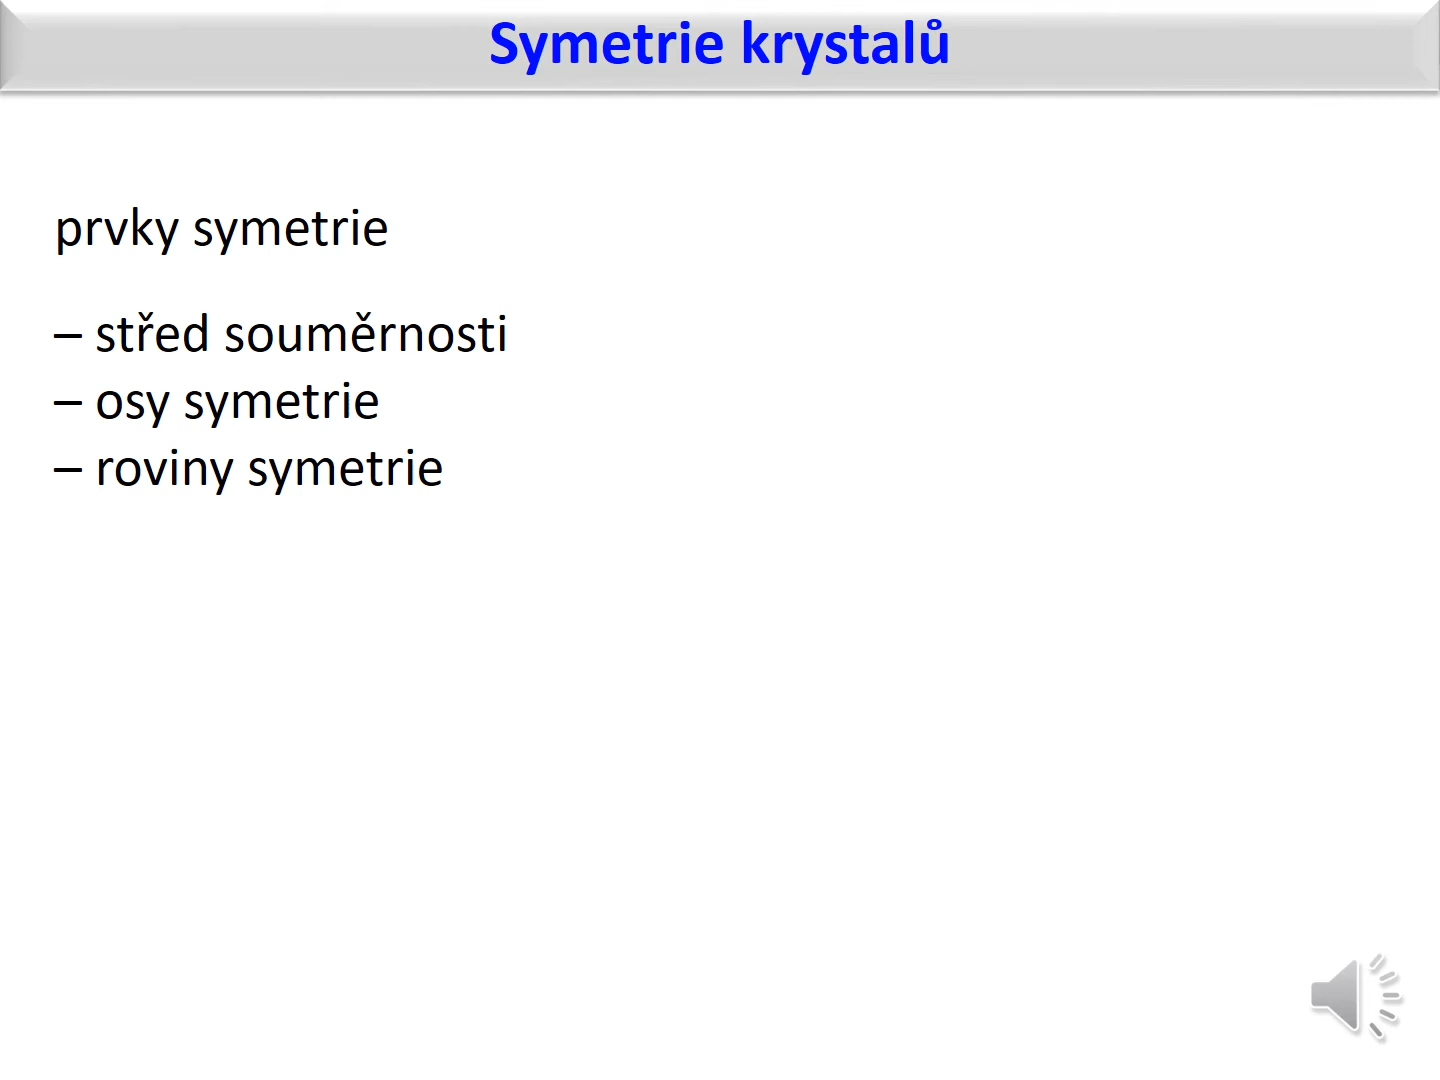 Symetrie krystalů
prvky symetrie
– střed souměrnosti
– osy symetrie
– roviny symetrie